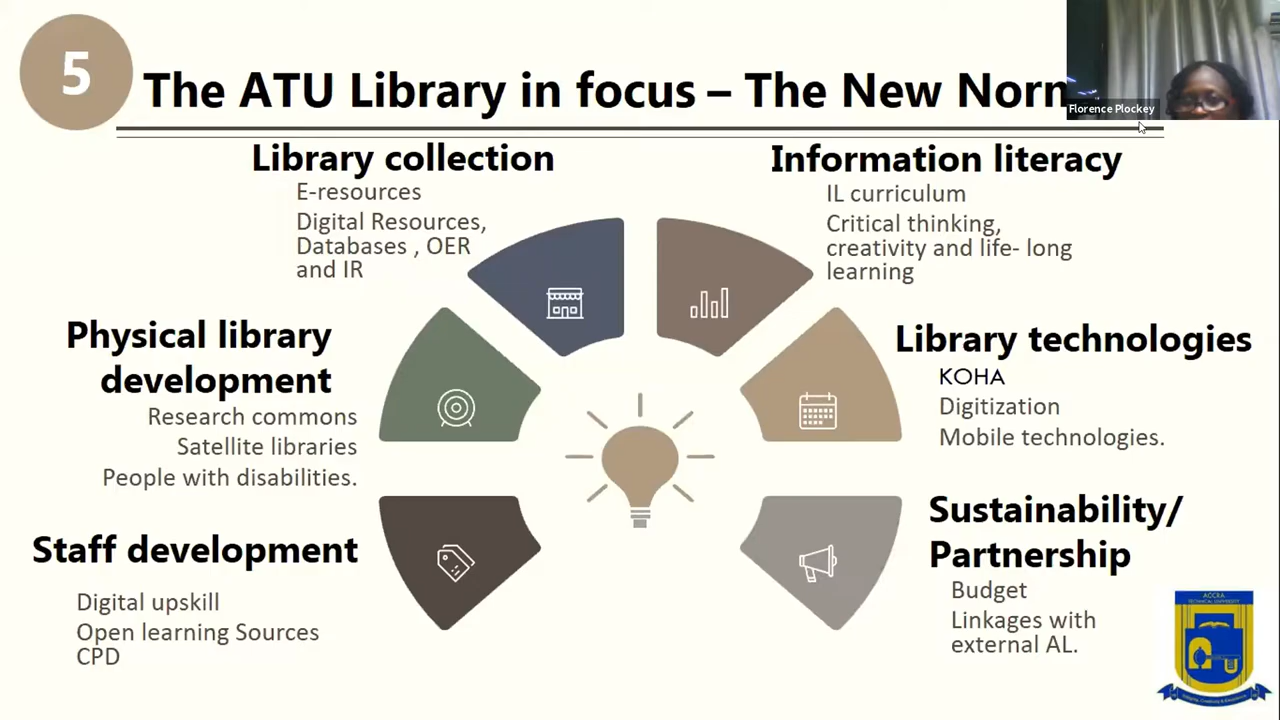 5
The ATU Library in focus – The New Norm
Florence Plockey
Library collection
E-resources
Digital Resources,
Databases , OER
and IR
Information literacy
IL curriculum
Critical thinking,
creativity and life- long
learning
Physical library
development
Research commons
Satellite libraries
People with disabilities.
Library technologies
KOHA
Digitization
Mobile technologies.
Staff development
Digital upskill
Open learning Sources
CPD
Sustainability/
Partnership
Budget
Linkages with
external AL.
ACCRA
TECHNICAL UNIVERSITY